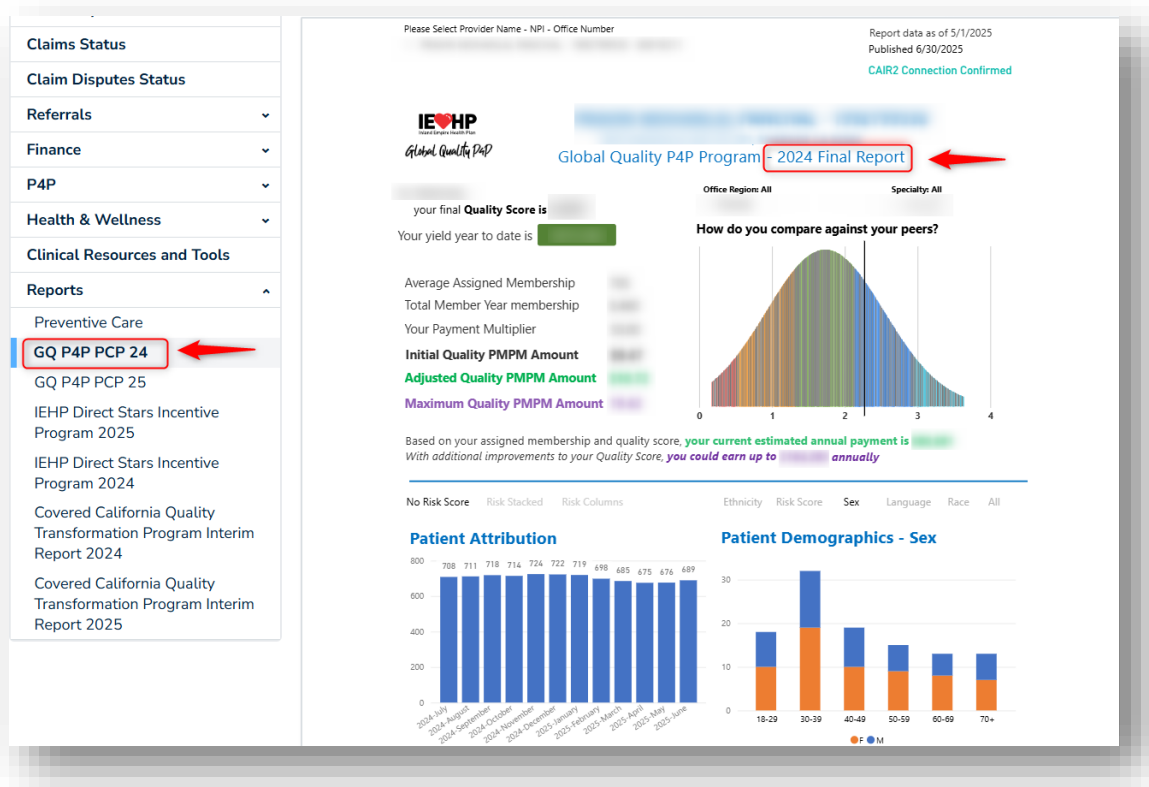 Claims Status
Claim Disputes Status
Referrals
Finance
P4P
Health & Wellness
Clinical Resources and Tools
Reports
Preventive Care
GQ P4P PCP 24
GQ P4P PCP 25
IEHP Direct Stars Incentive
Program 2025
IEHP Direct Stars Incentive
Program 2024
Covered California Quality
Transformation Program Interim
Report 2024
Covered California Quality
Transformation Program Interim
Report 2025
Please Select Provider Name - NPI - Office Number
Report data as of 5/1/2025
Published 6/30/2025
CAIR2 Connection Confirmed
IEHP
Inland Empire Health Plan
Global Quality P4P
Global Quality P4P Program - 2024 Final Report
Office Region: All
Specialty: All
your final Quality Score is
Your yield year to date is
How do you compare against your peers?
Average Assigned Membership
Total Member Year membership
Your Payment Multiplier
Initial Quality PMPM Amount
Adjusted Quality PMPM Amount
Maximum Quality PMPM Amount
0 1 2 3 4
Based on your assigned membership and quality score, your current estimated annual payment is
With additional improvements to your Quality Score, you could earn up to annually
No Risk Score Risk Stacked Risk Columns
Ethnicity Risk Score Sex Language Race All
Patient Attribution
800
600
400
200
0
708 711 718 714 724 722 719 698 685 675 676 689
2024-July 2024-August 2024-September 2024-October 2024-November 2024-December 2025-January 2025-February 2025-March 2025-April 2025-May 2025-June
Patient Demographics - Sex
30
20
10
0
18-29 30-39 40-49 50-59 60-69 70+
F M